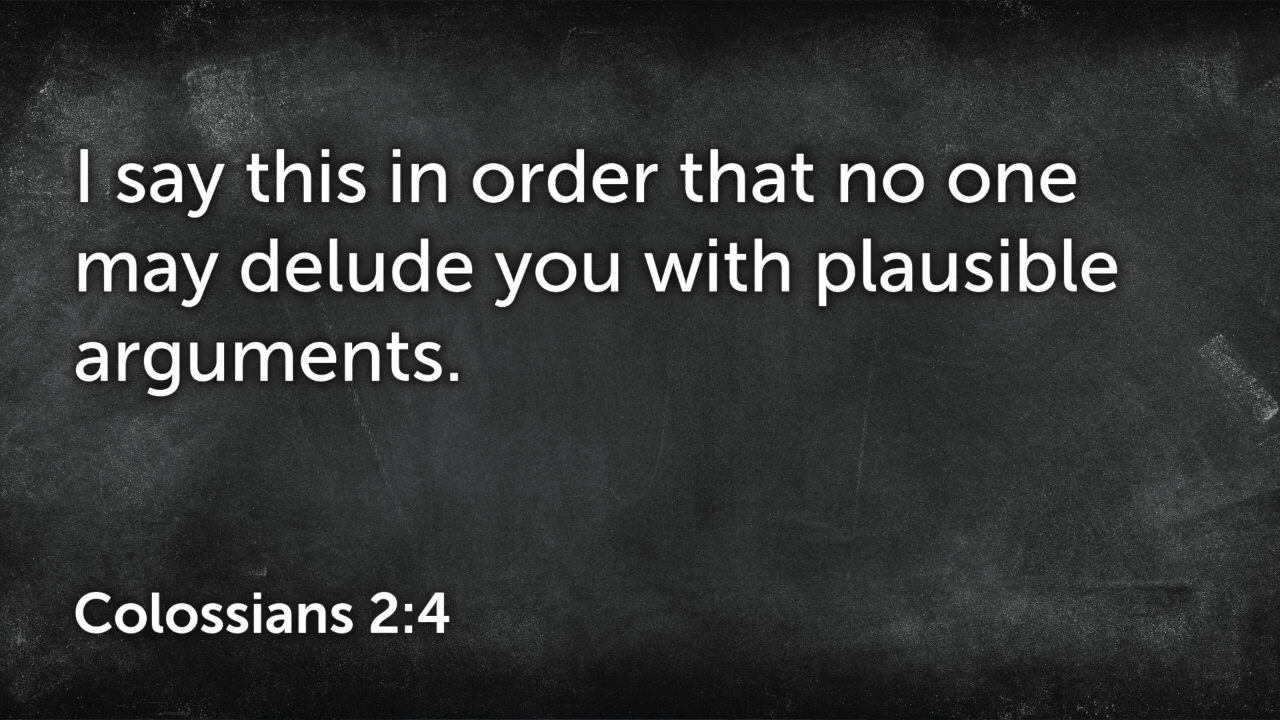 I say this in order that no one
may delude you with plausible
arguments.
Colossians 2:4